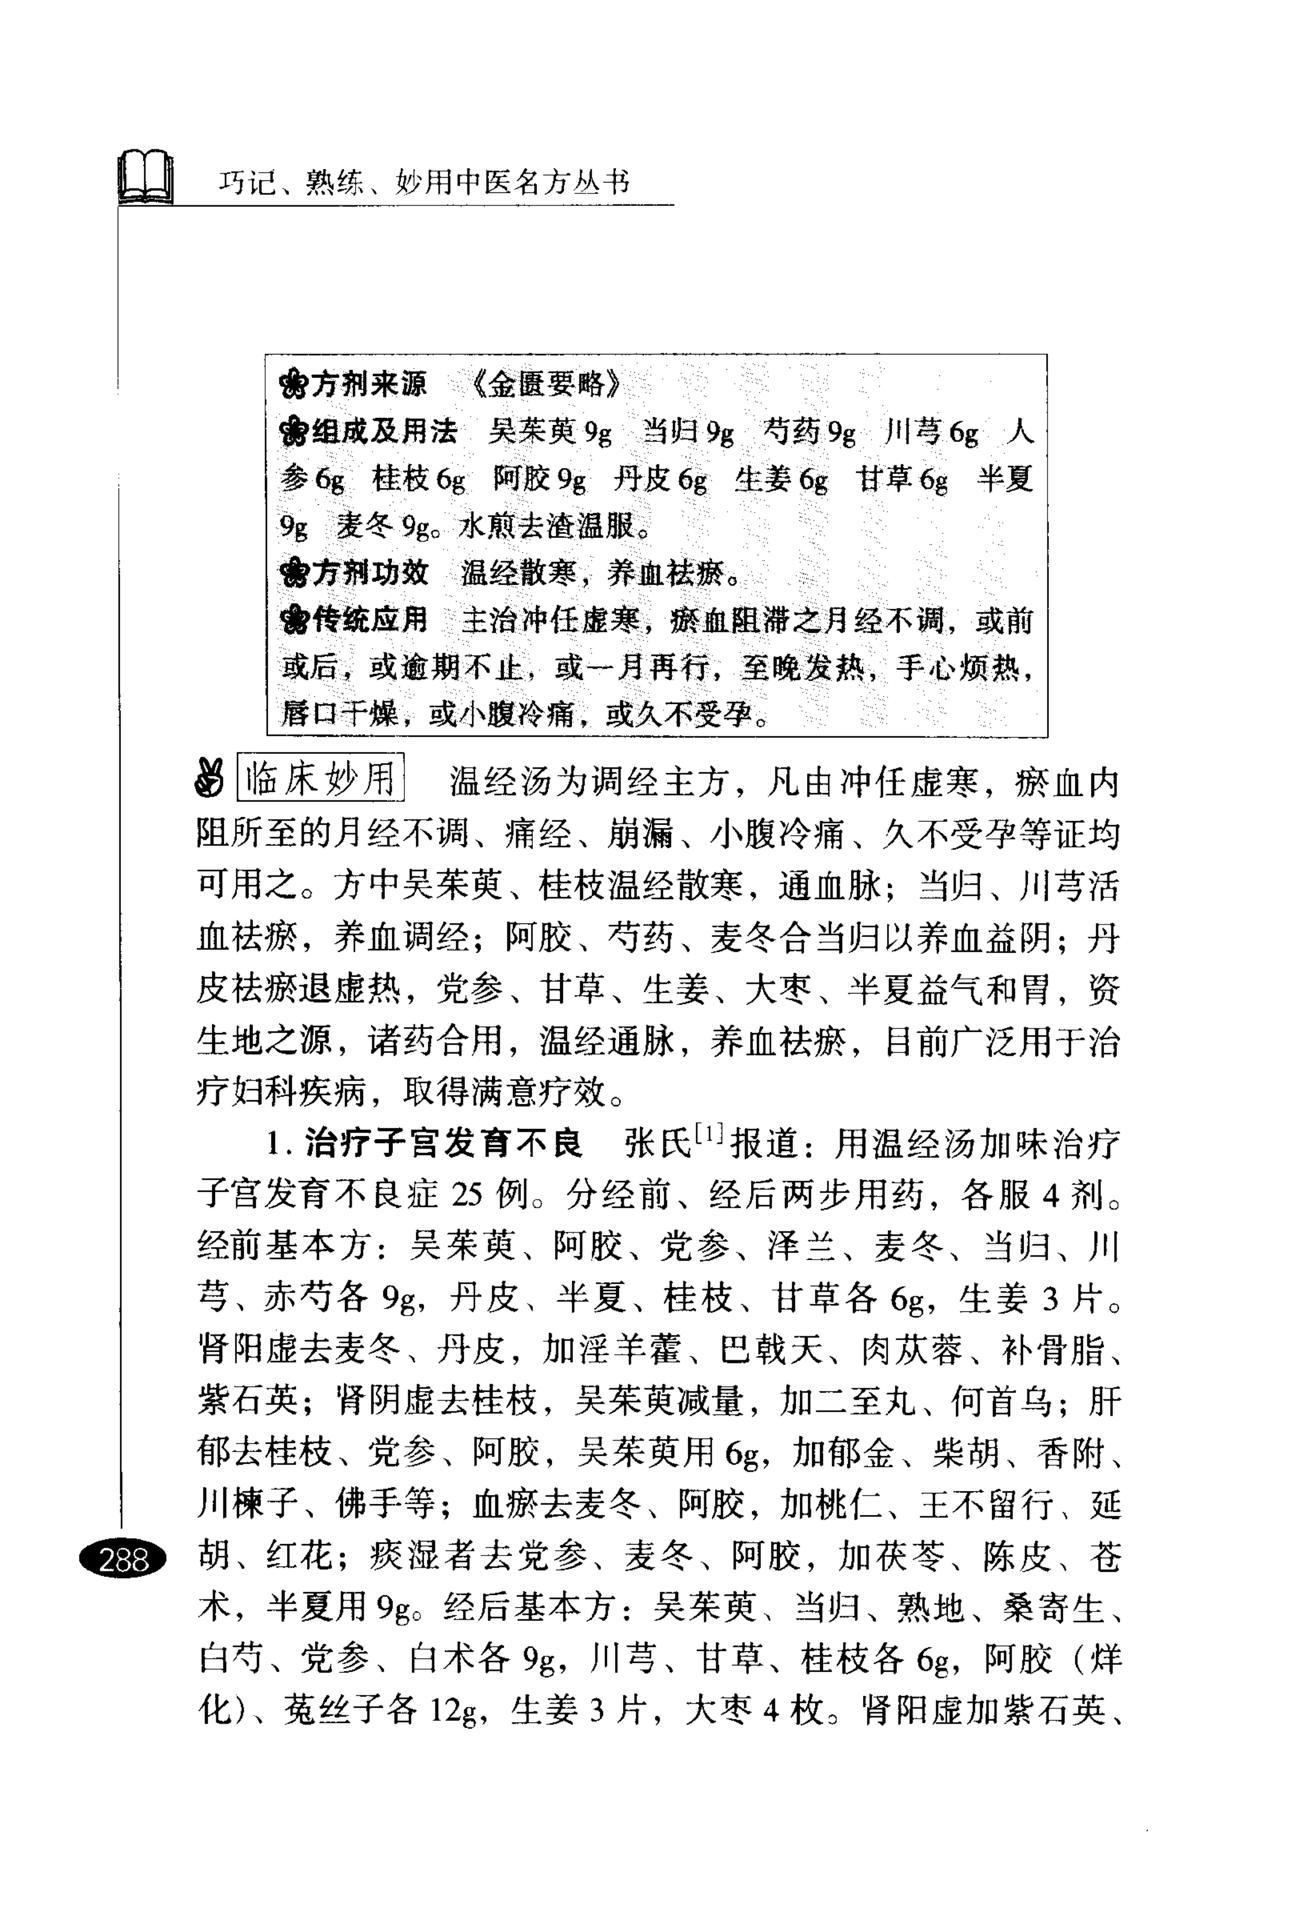 巧记、熟练、妙用中医名方丛书
方剂来源 《金匮要略》
组成及用法 吴茱萸9g 当归9g 芍药9g 川芎6g 人
参6g 桂枝6g 阿胶9g 丹皮6g 生姜6g 甘草6g 半夏
9g 麦冬9g。水煎去渣温服。
方剂功效 温经散寒，养血祛瘀。
传统应用 主治冲任虚寒，瘀血阻滞之月经不调，或前
或后，或逾期不止，或一月再行，至晚发热，手心烦热，
唇口干燥，或小腹冷痛，或久不受孕。
临床妙用 温经汤为调经主方，凡由冲任虚寒，瘀血内
阻所至的月经不调、痛经、崩漏、小腹冷痛、久不受孕等证均
可用之。方中吴茱萸、桂枝温经散寒，通血脉；当归、川芎活
血祛瘀，养血调经；阿胶、芍药、麦冬合当归以养血益阴；丹
皮祛瘀退虚热，党参、甘草、生姜、大枣、半夏益气和胃，资
生地之源，诸药合用，温经通脉，养血祛瘀，目前广泛用于治
疗妇科疾病，取得满意疗效。
1. 治疗子宫发育不良 张氏[1]报道：用温经汤加味治疗
子宫发育不良症 25 例。分经前、经后两步用药，各服 4 剂。
经前基本方：吴茱萸、阿胶、党参、泽兰、麦冬、当归、川
芎、赤芍各 9g，丹皮、半夏、桂枝、甘草各 6g，生姜 3 片。
肾阳虚去麦冬、丹皮，加淫羊藿、巴戟天、肉苁蓉、补骨脂、
紫石英；肾阴虚去桂枝，吴茱萸减量，加二至丸、何首乌；肝
郁去桂枝、党参、阿胶，吴茱萸用 6g，加郁金、柴胡、香附、
川楝子、佛手等；血瘀去麦冬、阿胶，加桃仁、王不留行、延
胡、红花；痰湿者去党参、麦冬、阿胶，加茯苓、陈皮、苍
术，半夏用 9g。经后基本方：吴茱萸、当归、熟地、桑寄生、
白芍、党参、白术各 9g，川芎、甘草、桂枝各 6g，阿胶（烊
化）、菟丝子各 12g，生姜 3 片，大枣 4 枚。肾阳虚加紫石英、
288